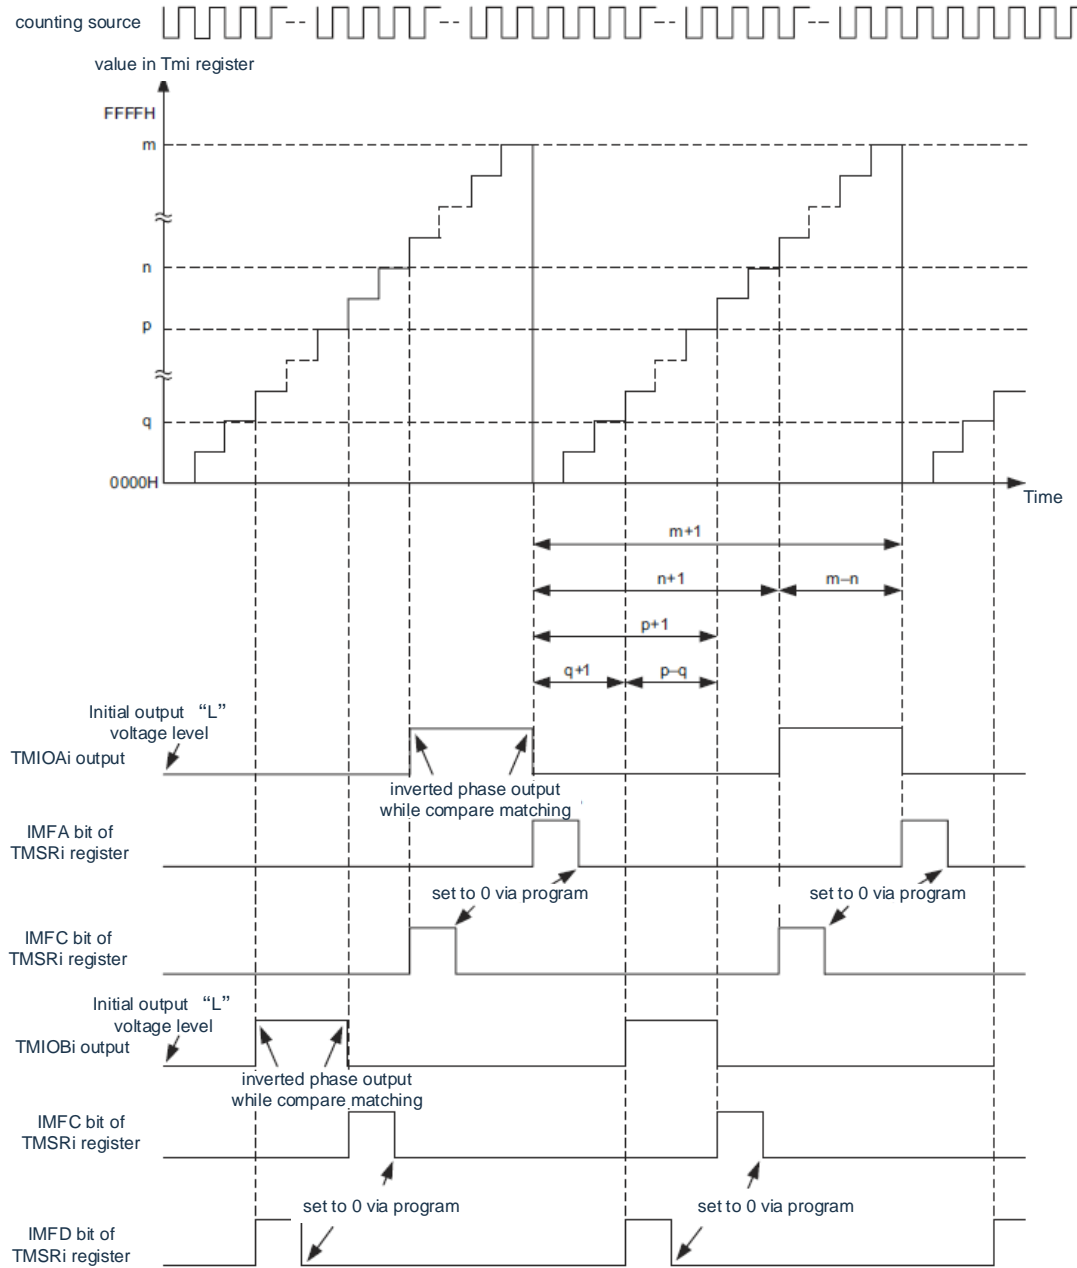 counting source
value in Tmi register
FFFFH
m
n
p
q
0000H
Time
m+1
n+1
m–n
p+1
q+1
p–q
Initial output “L”
voltage level
TMIOAi output
inverted phase output
while compare matching
IMFA bit of
TMSRi register
set to 0 via program
set to 0 via program
IMFC bit of
TMSRi register
Initial output “L”
voltage level
TMIOBi output
inverted phase output
while compare matching
IMFC bit of
TMSRi register
set to 0 via program
set to 0 via program
IMFD bit of
TMSRi register